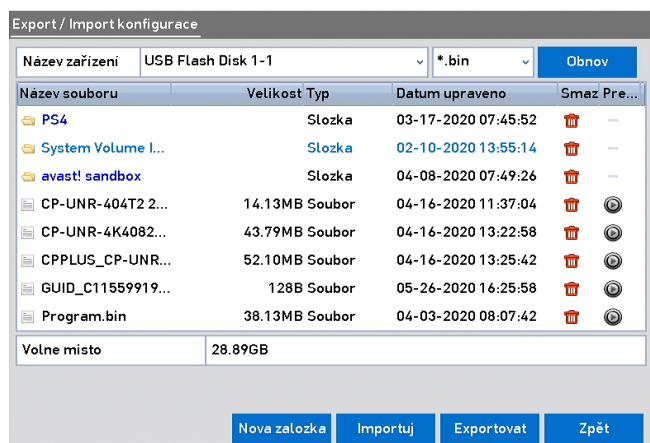 Export / Import konfigurace
Název zařízení USB Flash Disk 1-1 *.bin Obnov
Název souboru Velikost Typ Datum upraveno Smaz Pre...
PS4 Slozka 03-17-2020 07:45:52 —
System Volume I... Slozka 02-10-2020 13:55:14 —
avast! sandbox Slozka 04-08-2020 07:49:26 —
CP-UNR-404T2 2... 14.13MB Soubor 04-16-2020 11:37:04
CP-UNR-4K4082... 43.79MB Soubor 04-16-2020 13:22:58
CPPLUS_CP-UNR... 52.10MB Soubor 04-16-2020 13:25:42
GUID_C11559919... 128B Soubor 05-26-2020 16:25:58
Program.bin 38.13MB Soubor 04-03-2020 08:07:42
Volne misto 28.89GB
Nova zalozka Importuj Exportovat Zpět